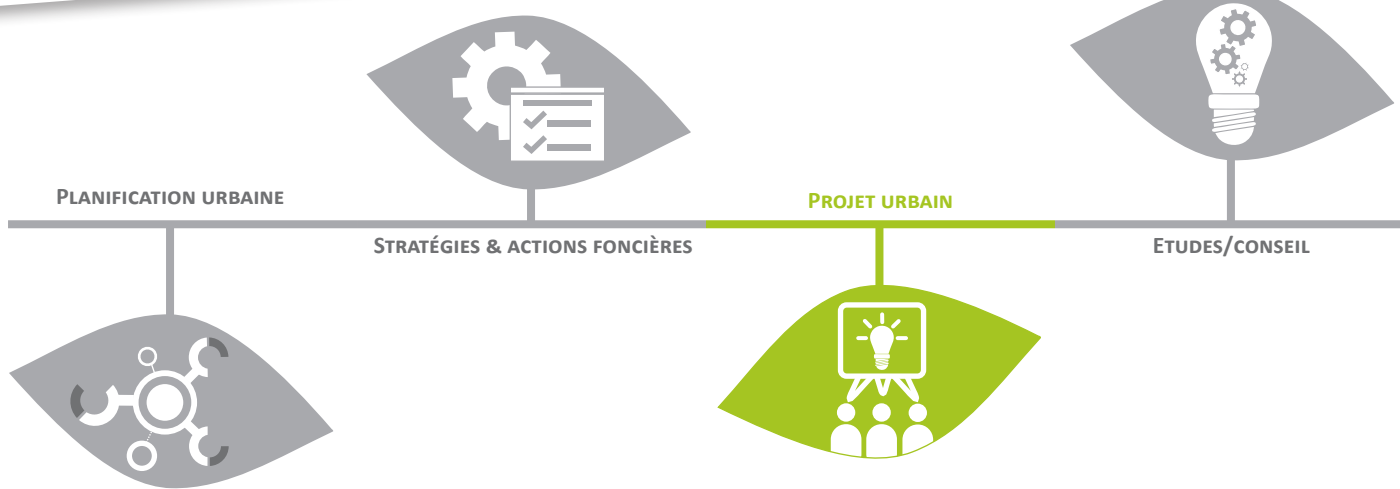 PLANIFICATION URBAINE
PROJET URBAIN
STRATÉGIES & ACTIONS FONCIÈRES
ETUDES/CONSEIL